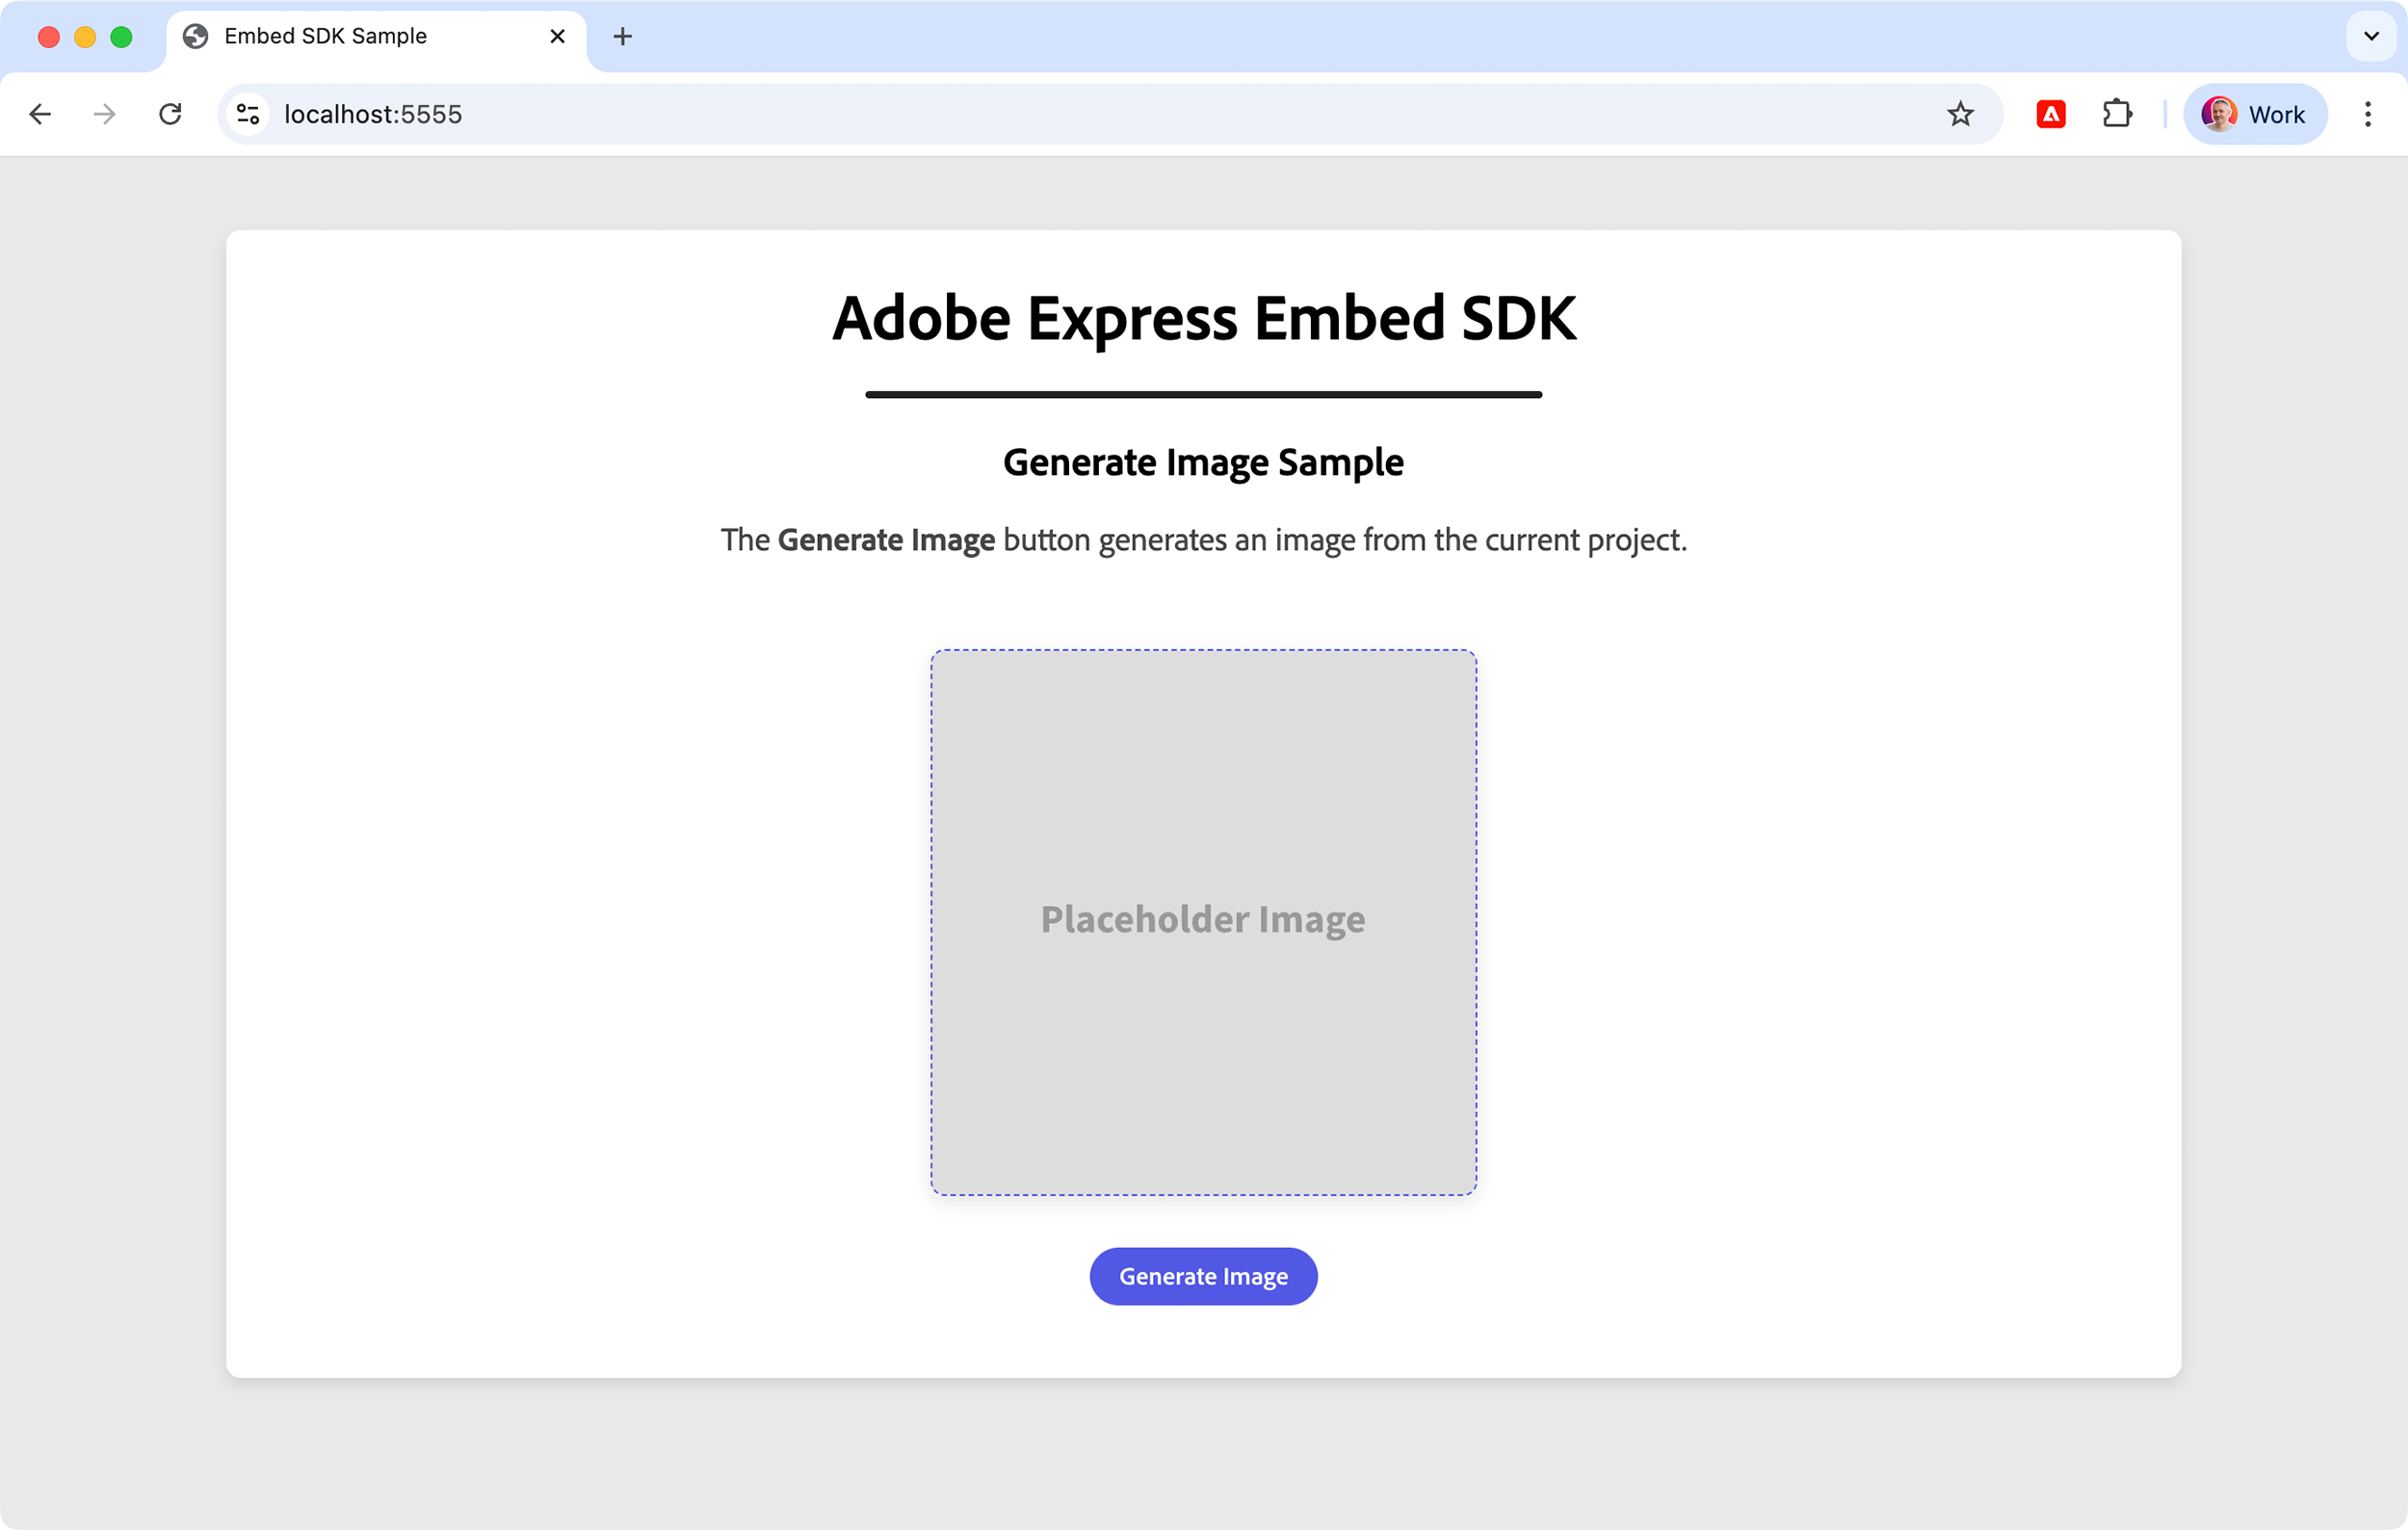 Embed SDK Sample
localhost:5555
Work
Adobe Express Embed SDK
Generate Image Sample
The Generate Image button generates an image from the current project.
Placeholder Image
Generate Image